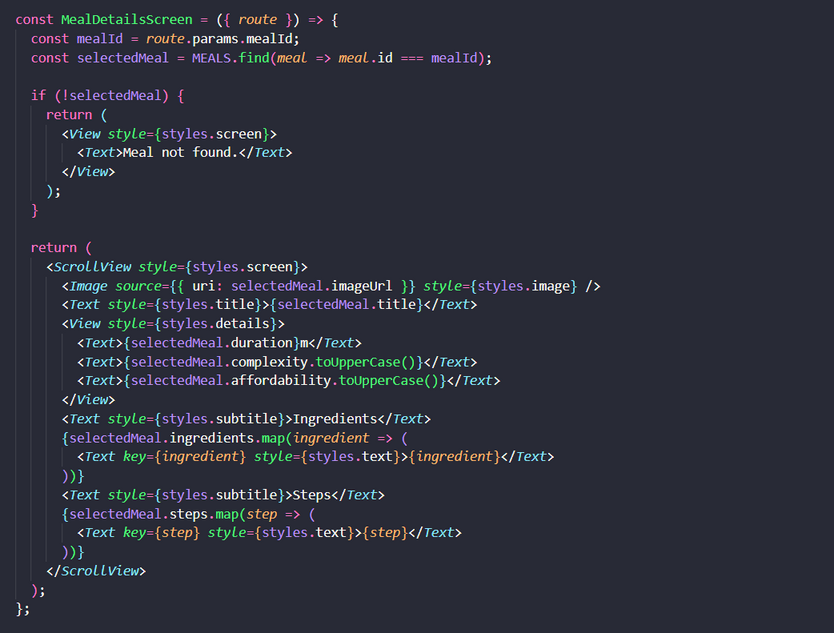 const MealDetailsScreen = ({ route }) => {
  const mealId = route.params.mealId;
  const selectedMeal = MEALS.find(meal => meal.id === mealId);

  if (!selectedMeal) {
    return (
      <View style={styles.screen}>
        <Text>Meal not found.</Text>
      </View>
    );
  }

  return (
    <ScrollView style={styles.screen}>
      <Image source={{ uri: selectedMeal.imageUrl }} style={styles.image} />
      <Text style={styles.title}>{selectedMeal.title}</Text>
      <View style={styles.details}>
        <Text>{selectedMeal.duration}m</Text>
        <Text>{selectedMeal.complexity.toUpperCase()}</Text>
        <Text>{selectedMeal.affordability.toUpperCase()}</Text>
      </View>
      <Text style={styles.subtitle}>Ingredients</Text>
      {selectedMeal.ingredients.map(ingredient => (
        <Text key={ingredient} style={styles.text}>{ingredient}</Text>
      ))}
      <Text style={styles.subtitle}>Steps</Text>
      {selectedMeal.steps.map(step => (
        <Text key={step} style={styles.text}>{step}</Text>
      ))}
    </ScrollView>
  );
};